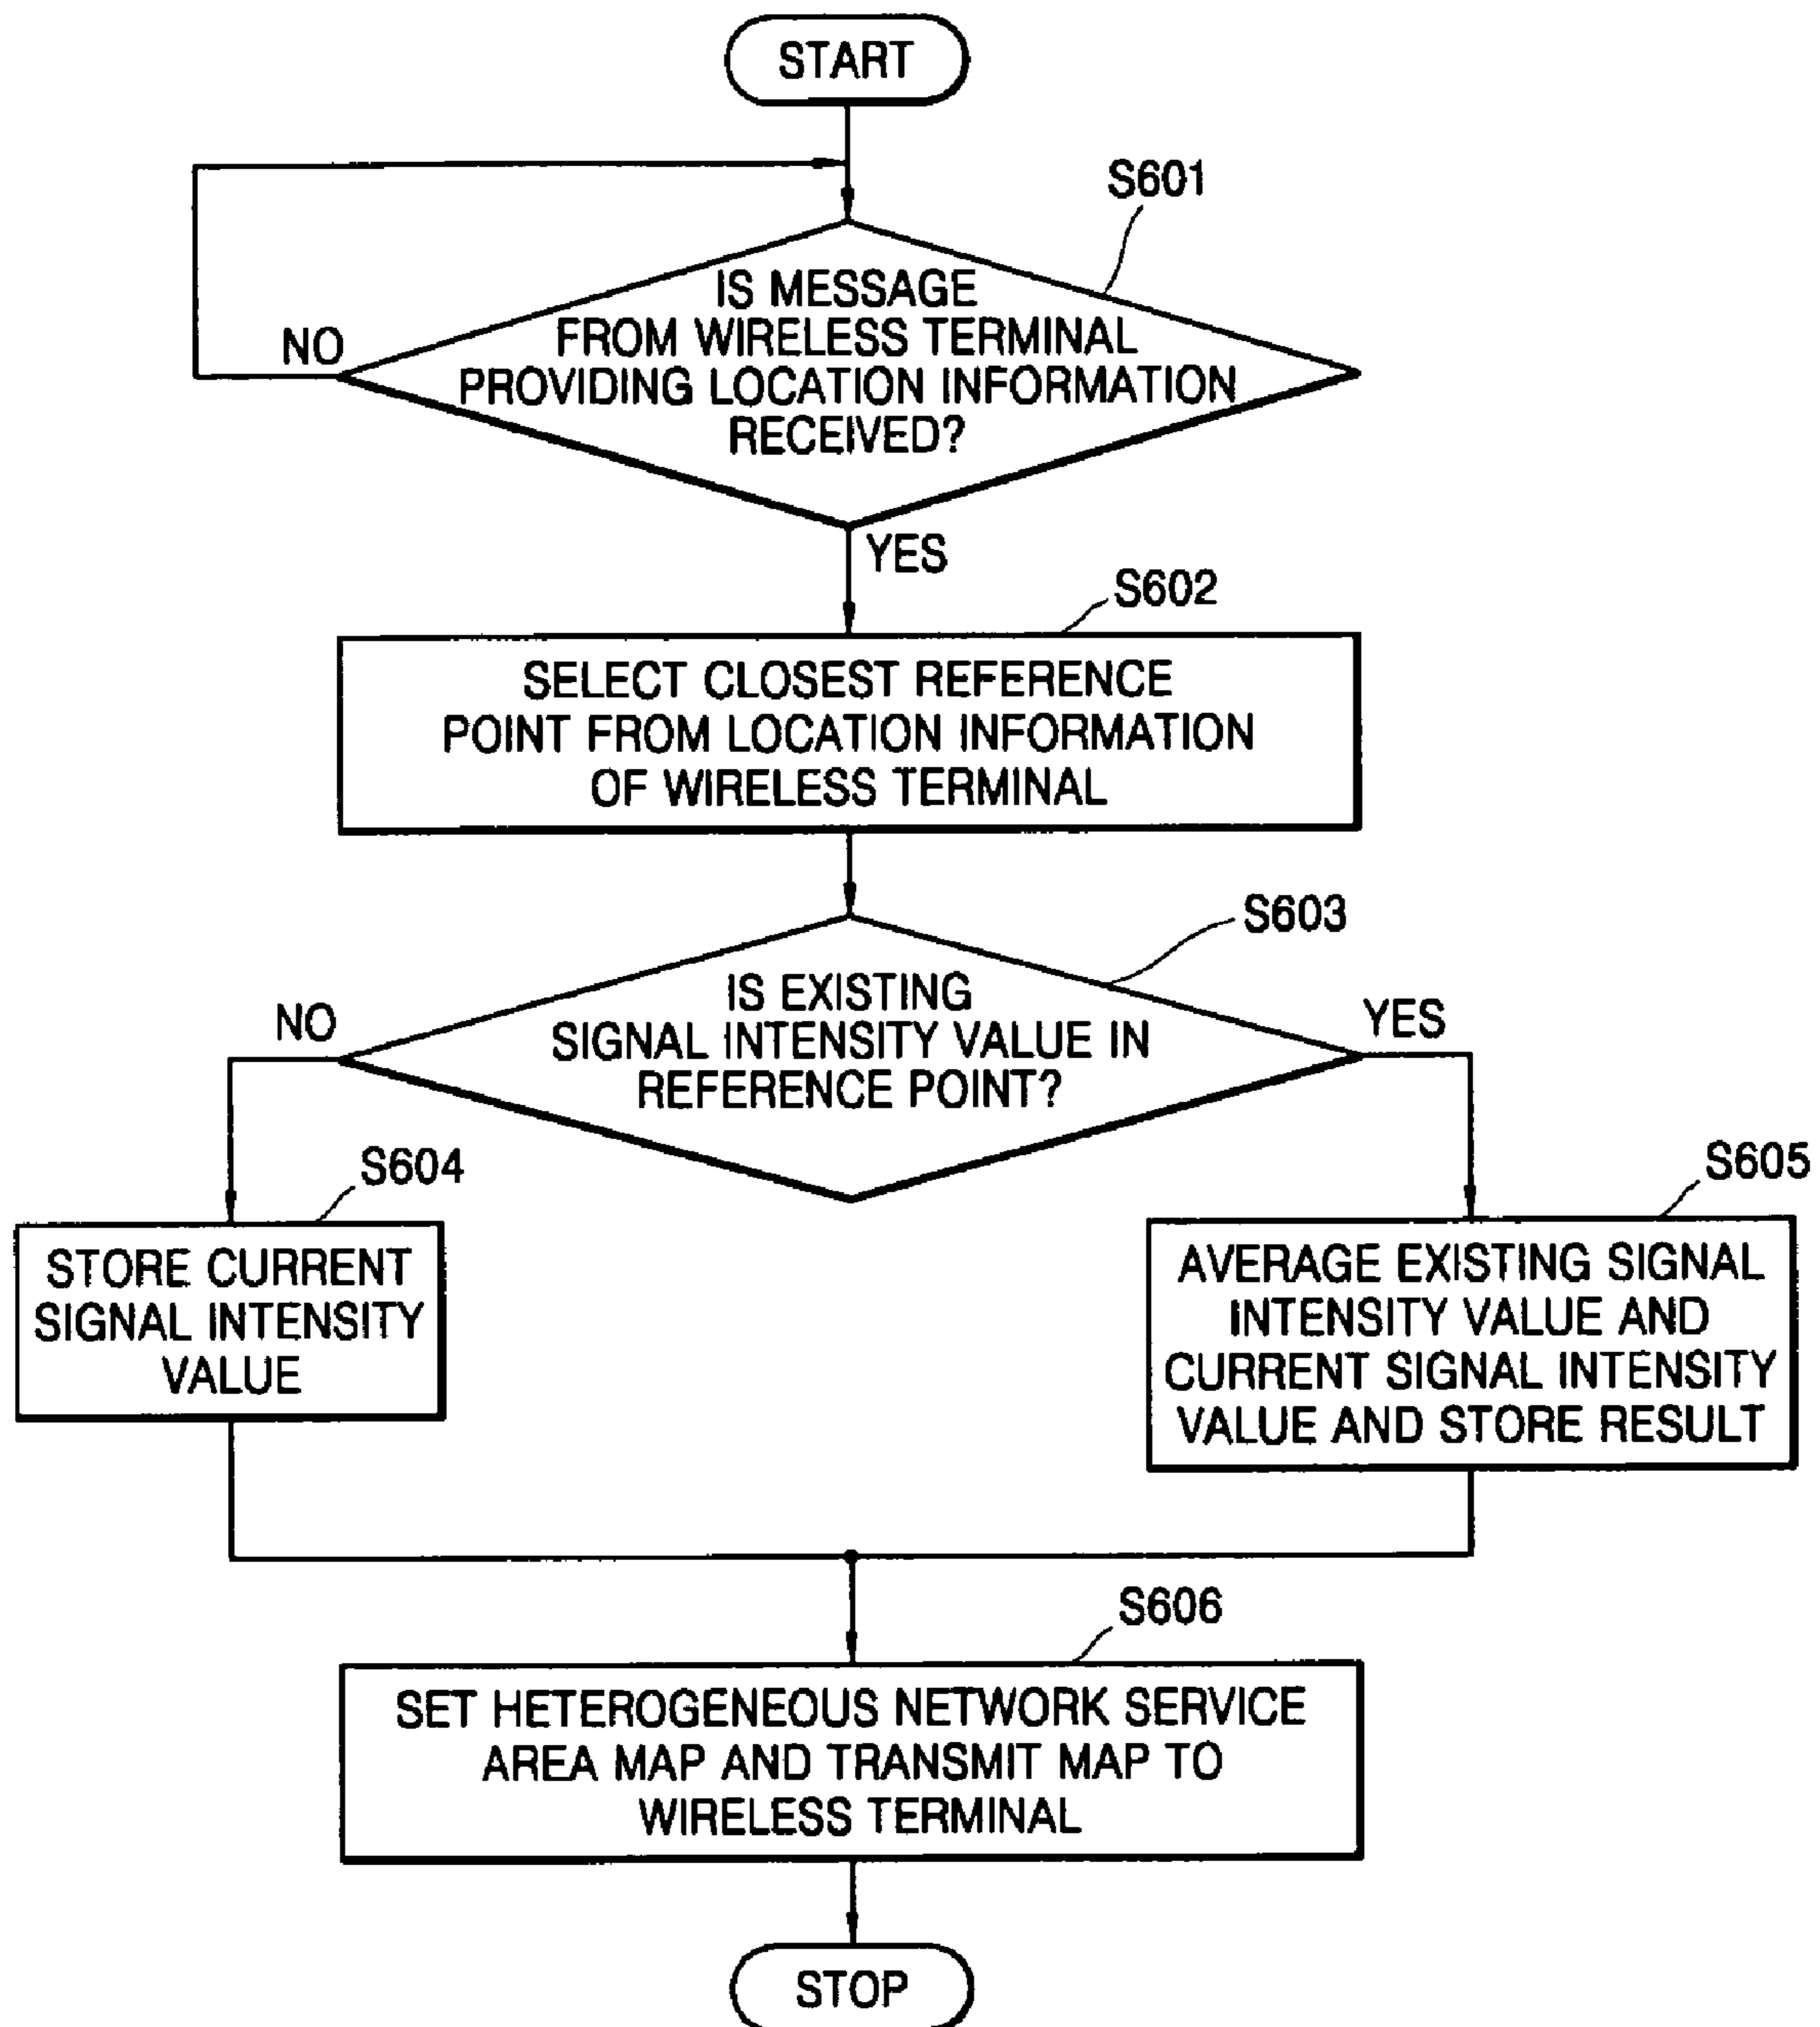 START
S601
IS MESSAGE
FROM WIRELESS TERMINAL
PROVIDING LOCATION INFORMATION
RECEIVED?
NO
YES
S602
SELECT CLOSEST REFERENCE
POINT FROM LOCATION INFORMATION
OF WIRELESS TERMINAL
S603
IS EXISTING
SIGNAL INTENSITY VALUE IN
REFERENCE POINT?
NO
YES
S604
STORE CURRENT
SIGNAL INTENSITY
VALUE
S605
AVERAGE EXISTING SIGNAL
INTENSITY VALUE AND
CURRENT SIGNAL INTENSITY
VALUE AND STORE RESULT
S606
SET HETEROGENEOUS NETWORK SERVICE
AREA MAP AND TRANSMIT MAP TO
WIRELESS TERMINAL
STOP